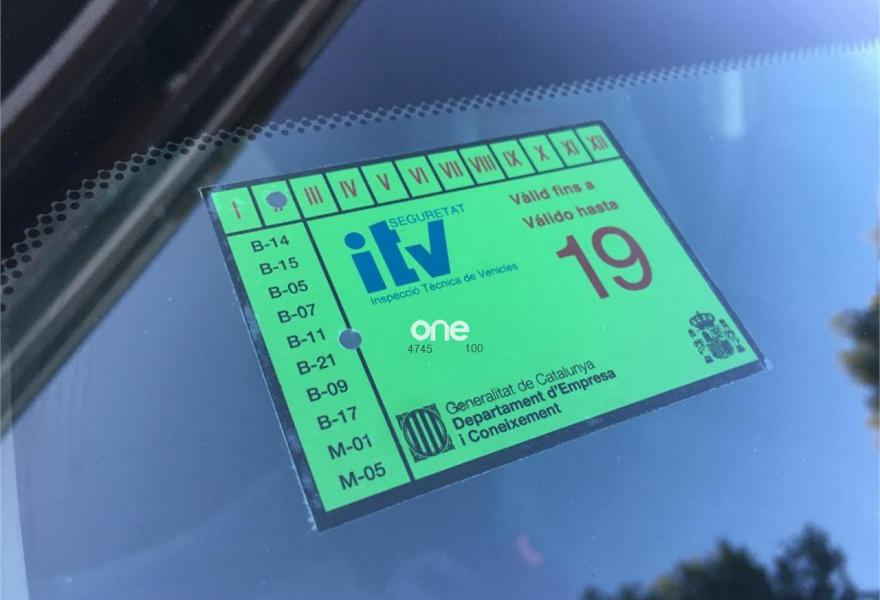 I III IV V VI VII VIII IX X XI XII
SEGURETAT
itv
Inspecció Tècnica de Vehicles
Vàlid fins a
Válido hasta
19
B-14
B-15
B-05
B-07
B-11
B-21
B-09
B-17
M-01
M-05
one
4745 100
Generalitat de Catalunya
Departament d'Empresa
i Coneixement